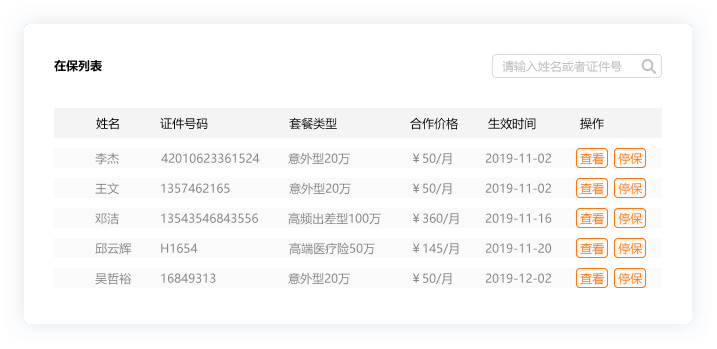 在保列表
请输入姓名或者证件号
姓名 证件号码 套餐类型 合作价格 生效时间 操作
李杰 42010623361524 意外型20万 ￥50/月 2019-11-02 查看 停保
王文 1357462165 意外型20万 ￥50/月 2019-11-02 查看 停保
邓洁 13543546843556 高频出差型100万 ￥360/月 2019-11-16 查看 停保
邱云辉 H1654 高端医疗险50万 ￥145/月 2019-11-20 查看 停保
吴哲裕 16849313 意外型20万 ￥50/月 2019-12-02 查看 停保